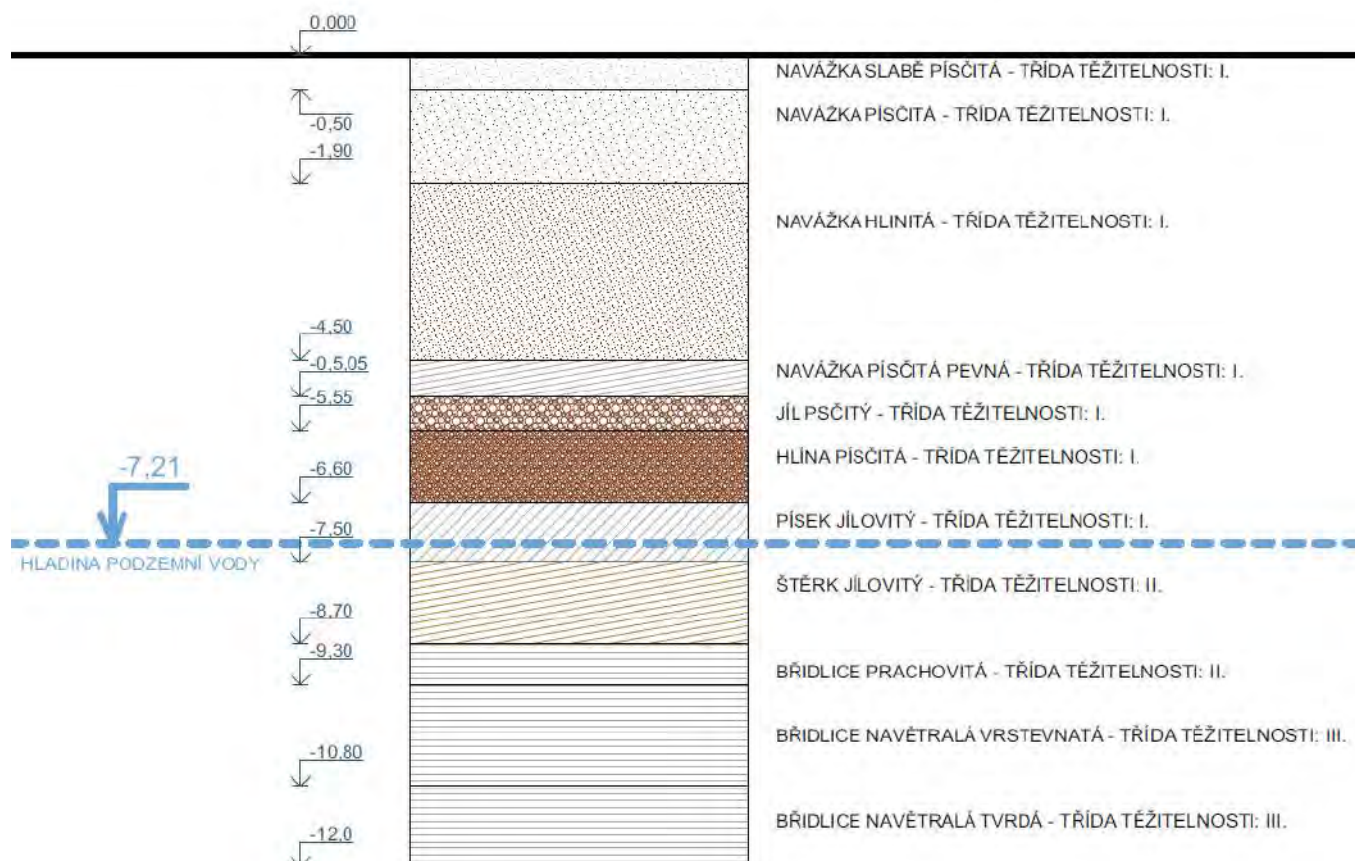 0,000
NAVÁŽKA SLABĚ PÍSČITÁ - TŘÍDA TĚŽITELNOSTI: I.
-0,50
NAVÁŽKA PÍSČITÁ - TŘÍDA TĚŽITELNOSTI: I.
-1,90
NAVÁŽKA HLINITÁ - TŘÍDA TĚŽITELNOSTI: I.
-4,50
-0,5,05
NAVÁŽKA PÍSČITÁ PEVNÁ - TŘÍDA TĚŽITELNOSTI: I.
-5,55
JÍL PSČITÝ - TŘÍDA TĚŽITELNOSTI: I.
HLÍNA PÍSČITÁ - TŘÍDA TĚŽITELNOSTI: I.
-7,21
-6,60
PÍSEK JÍLOVITÝ - TŘÍDA TĚŽITELNOSTI: I.
-7,50
HLADINA PODZEMNÍ VODY
ŠTĚRK JÍLOVITÝ - TŘÍDA TĚŽITELNOSTI: II.
-8,70
-9,30
BŘIDLICE PRACHOVITÁ - TŘÍDA TĚŽITELNOSTI: II.
BŘIDLICE NAVĚTRALÁ VRSTEVNATÁ - TŘÍDA TĚŽITELNOSTI: III.
-10,80
BŘIDLICE NAVĚTRALÁ TVRDÁ - TŘÍDA TĚŽITELNOSTI: III.
-12,0